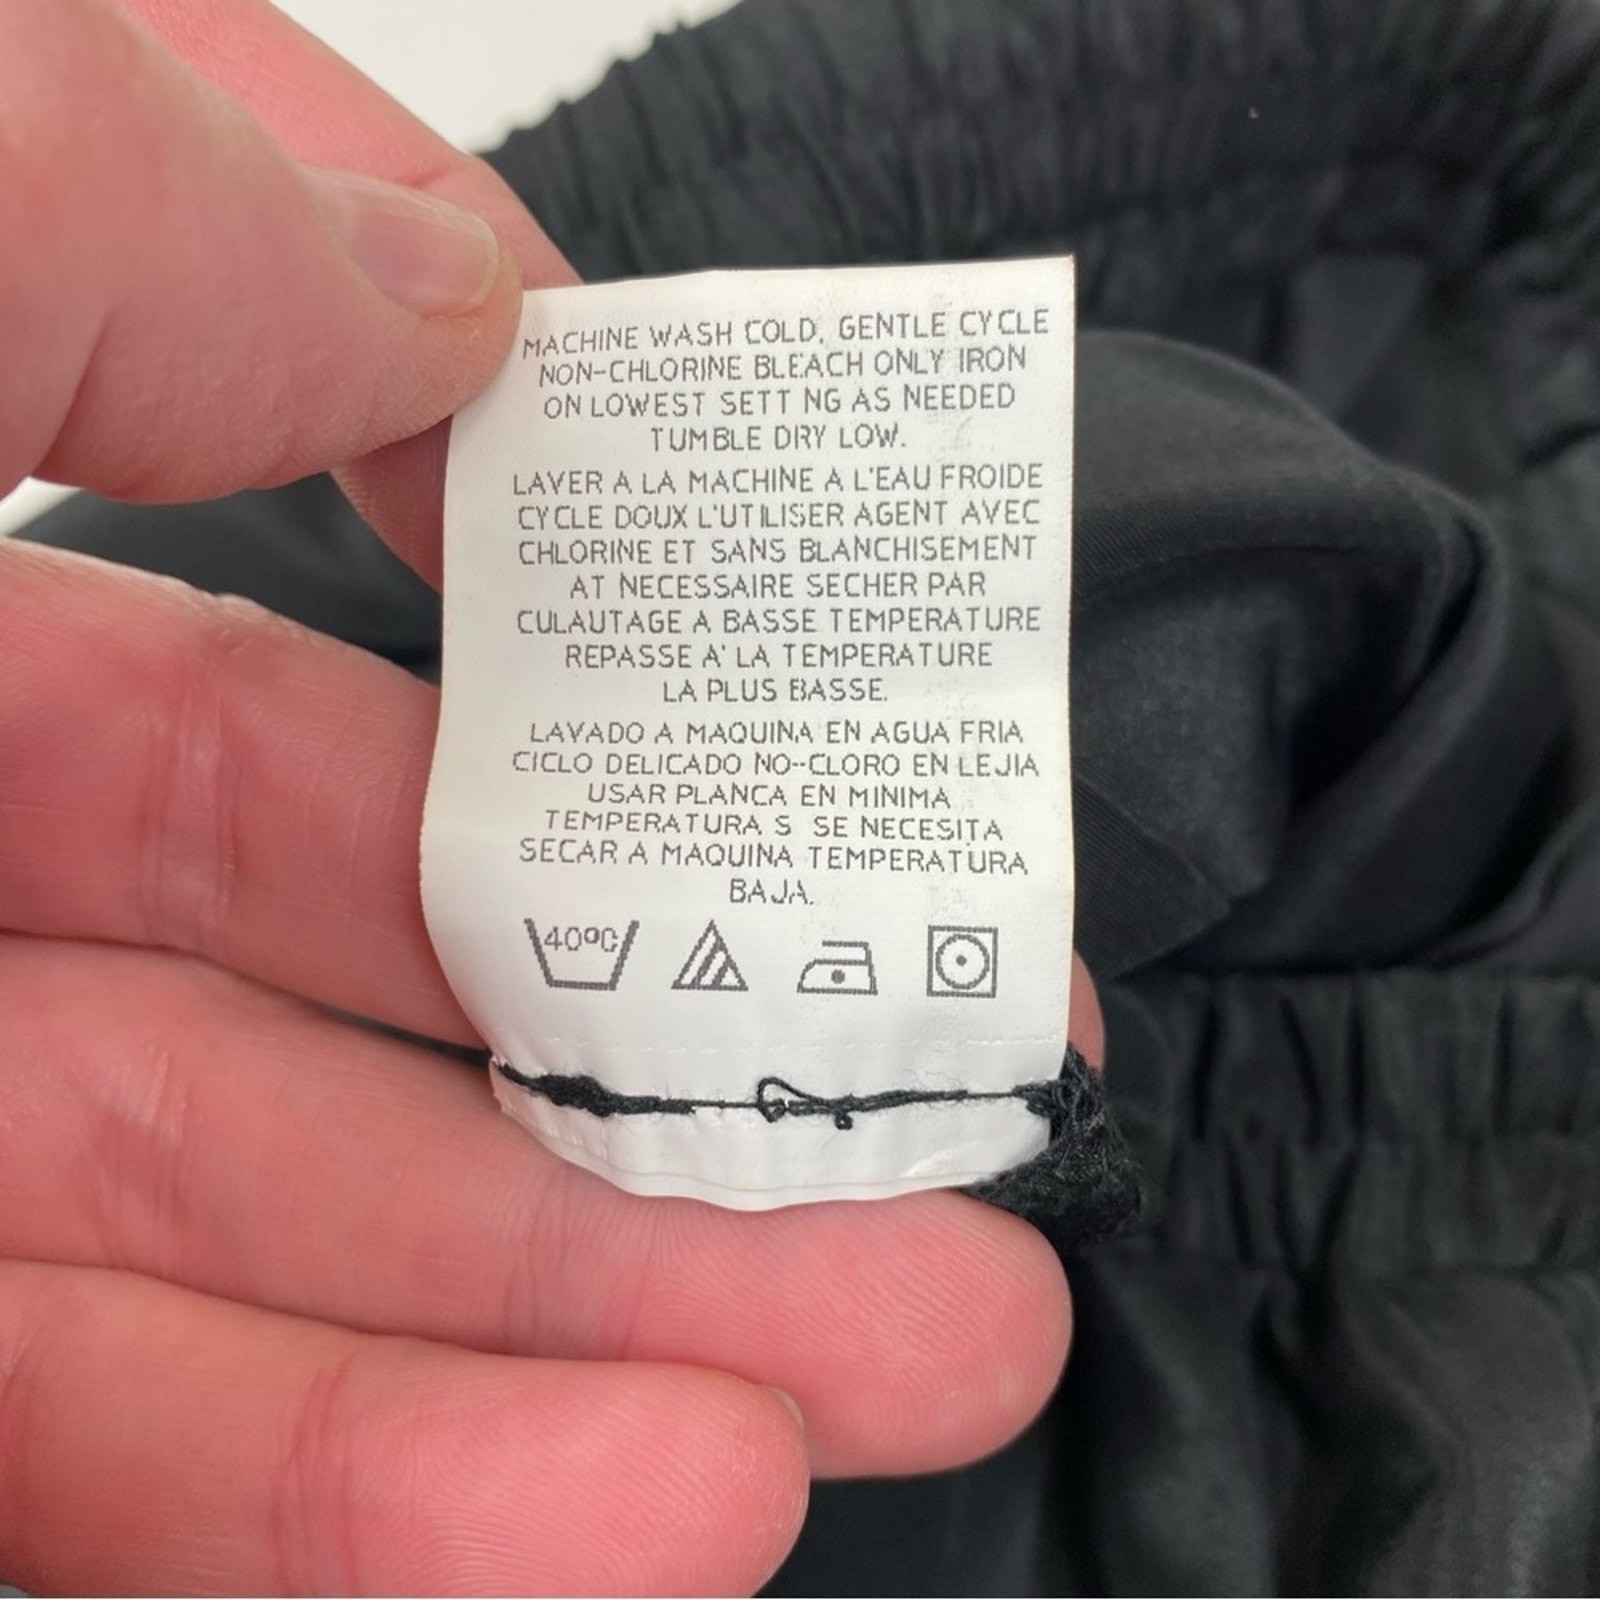 MACHINE WASH COLD, GENTLE CYCLE
NON-CHLORINE BLEACH ONLY IRON
ON LOWEST SETT NG AS NEEDED
TUMBLE DRY LOW.
LAVER A LA MACHINE A L'EAU FROIDE
CYCLE DOUX L'UTILISER AGENT AVEC
CHLORINE ET SANS BLANCHISEMENT
AT NECESSAIRE SECHER PAR
CULAUTAGE A BASSE TEMPERATURE
REPASSE A' LA TEMPERATURE
LA PLUS BASSE.
LAVADO A MAQUINA EN AGUA FRIA
CICLO DELICADO NO--CLORO EN LEJIA
USAR PLANCA EN MINIMA
TEMPERATURA S SE NECESITA
SECAR A MAQUINA TEMPERATURA
BAJA.
40ºC